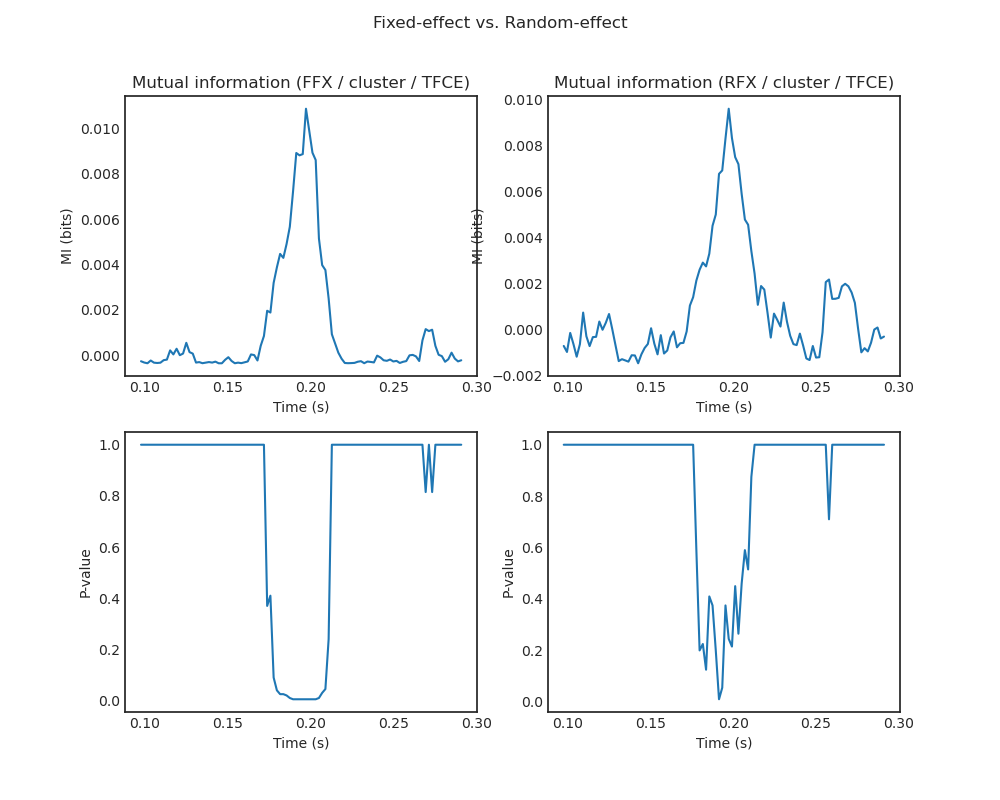 Fixed-effect vs. Random-effect
Mutual information (FFX / cluster / TFCE)
MI (bits)
0.010
0.008
0.006
0.004
0.002
0.000
0.10 0.15 0.20 0.25 0.30
Time (s)
Mutual information (RFX / cluster / TFCE)
MI (bits)
0.010
0.008
0.006
0.004
0.002
0.000
−0.002
0.10 0.15 0.20 0.25 0.30
Time (s)
P-value
1.0
0.8
0.6
0.4
0.2
0.0
0.10 0.15 0.20 0.25 0.30
Time (s)
P-value
1.0
0.8
0.6
0.4
0.2
0.0
0.10 0.15 0.20 0.25 0.30
Time (s)